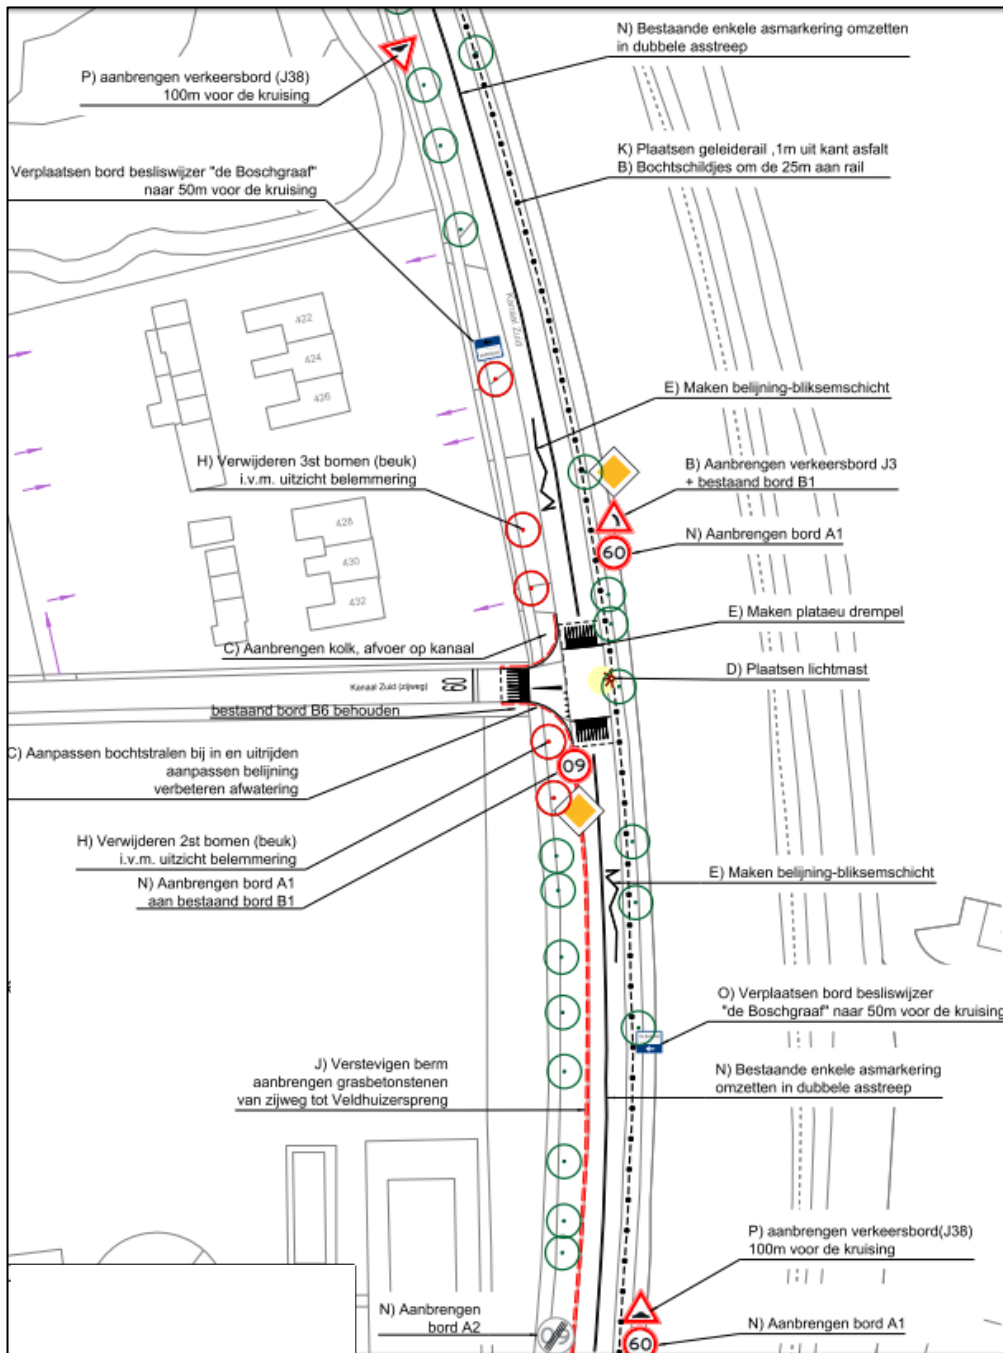 N) Bestaande enkele asmarkering omzetten
in dubbele asstreep
P) aanbrengen verkeersbord (J38)
100m voor de kruising
K) Plaatsen geleiderail ,1m uit kant asfalt
B) Bochtschildjes om de 25m aan rail
Verplaatsen bord besliswijzer "de Boschgraaf"
naar 50m voor de kruising
Kanaal Zuid
422
424
426
E) Maken belijning-bliksemschicht
H) Verwijderen 3st bomen (beuk)
i.v.m. uitzicht belemmering
B) Aanbrengen verkeersbord J3
+ bestaand bord B1
428
430
432
N) Aanbrengen bord A1
60
E) Maken plataeu drempel
C) Aanbrengen kolk, afvoer op kanaal
D) Plaatsen lichtmast
Kanaal Zuid (zijweg)
60
bestaand bord B6 behouden
C) Aanpassen bochtstralen bij in en uitrijden
aanpassen belijning
verbeteren afwatering
60
H) Verwijderen 2st bomen (beuk)
i.v.m. uitzicht belemmering
N) Aanbrengen bord A1
aan bestaand bord B1
E) Maken belijning-bliksemschicht
O) Verplaatsen bord besliswijzer
"de Boschgraaf" naar 50m voor de kruising
J) Verstevigen berm
aanbrengen grasbetonstenen
van zijweg tot Veldhuizerspreng
N) Bestaande enkele asmarkering
omzetten in dubbele asstreep
P) aanbrengen verkeersbord(J38)
100m voor de kruising
N) Aanbrengen
bord A2
60
N) Aanbrengen bord A1
60